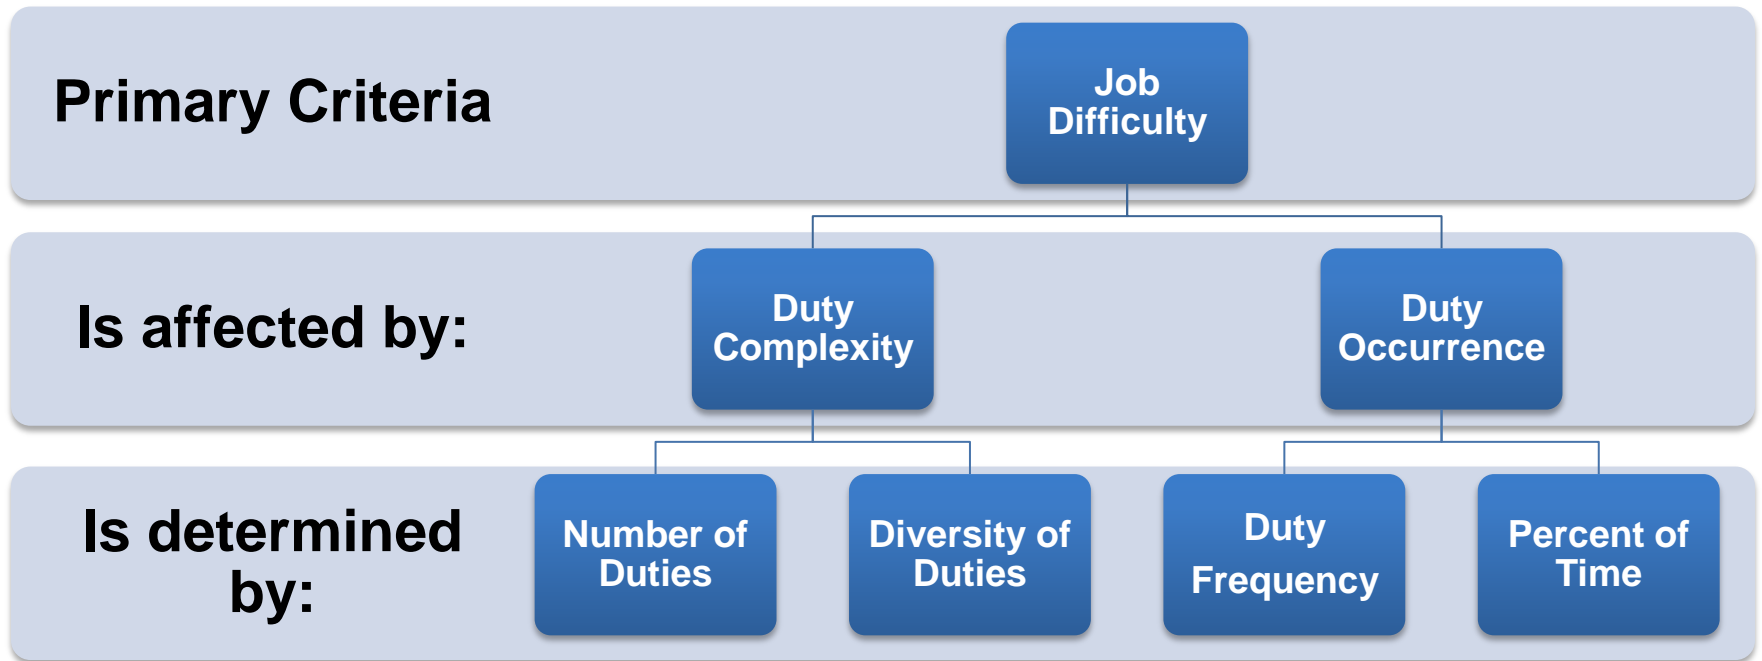 Primary Criteria
Job
Difficulty
Is affected by:
Duty
Complexity
Duty
Occurrence
Is determined
by:
Number of
Duties
Diversity of
Duties
Duty
Frequency
Percent of
Time